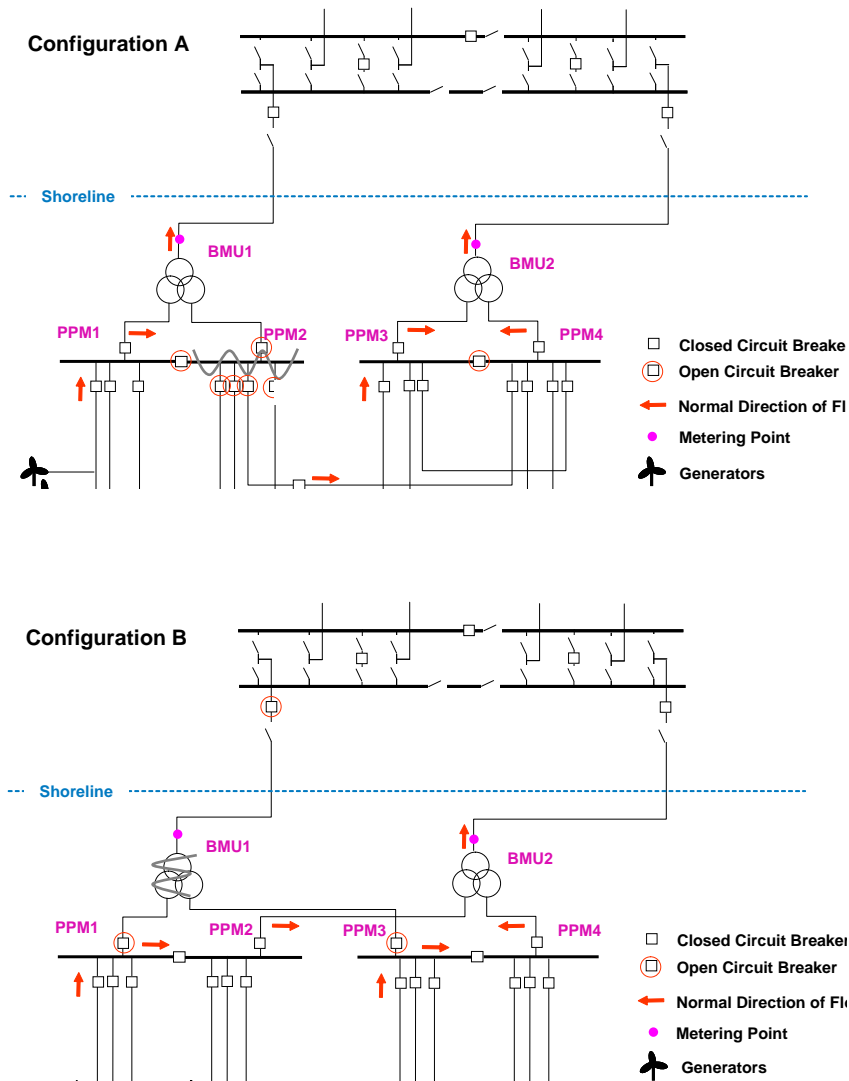 Configuration A
Shoreline
BMU1
BMU2
PPM1
PPM2
PPM3
PPM4
Closed Circuit Breake
Open Circuit Breaker
Normal Direction of Fl
Metering Point
Generators
Configuration B
Shoreline
BMU1
BMU2
PPM1
PPM2
PPM3
PPM4
Closed Circuit Breaker
Open Circuit Breaker
Normal Direction of Flo
Metering Point
Generators